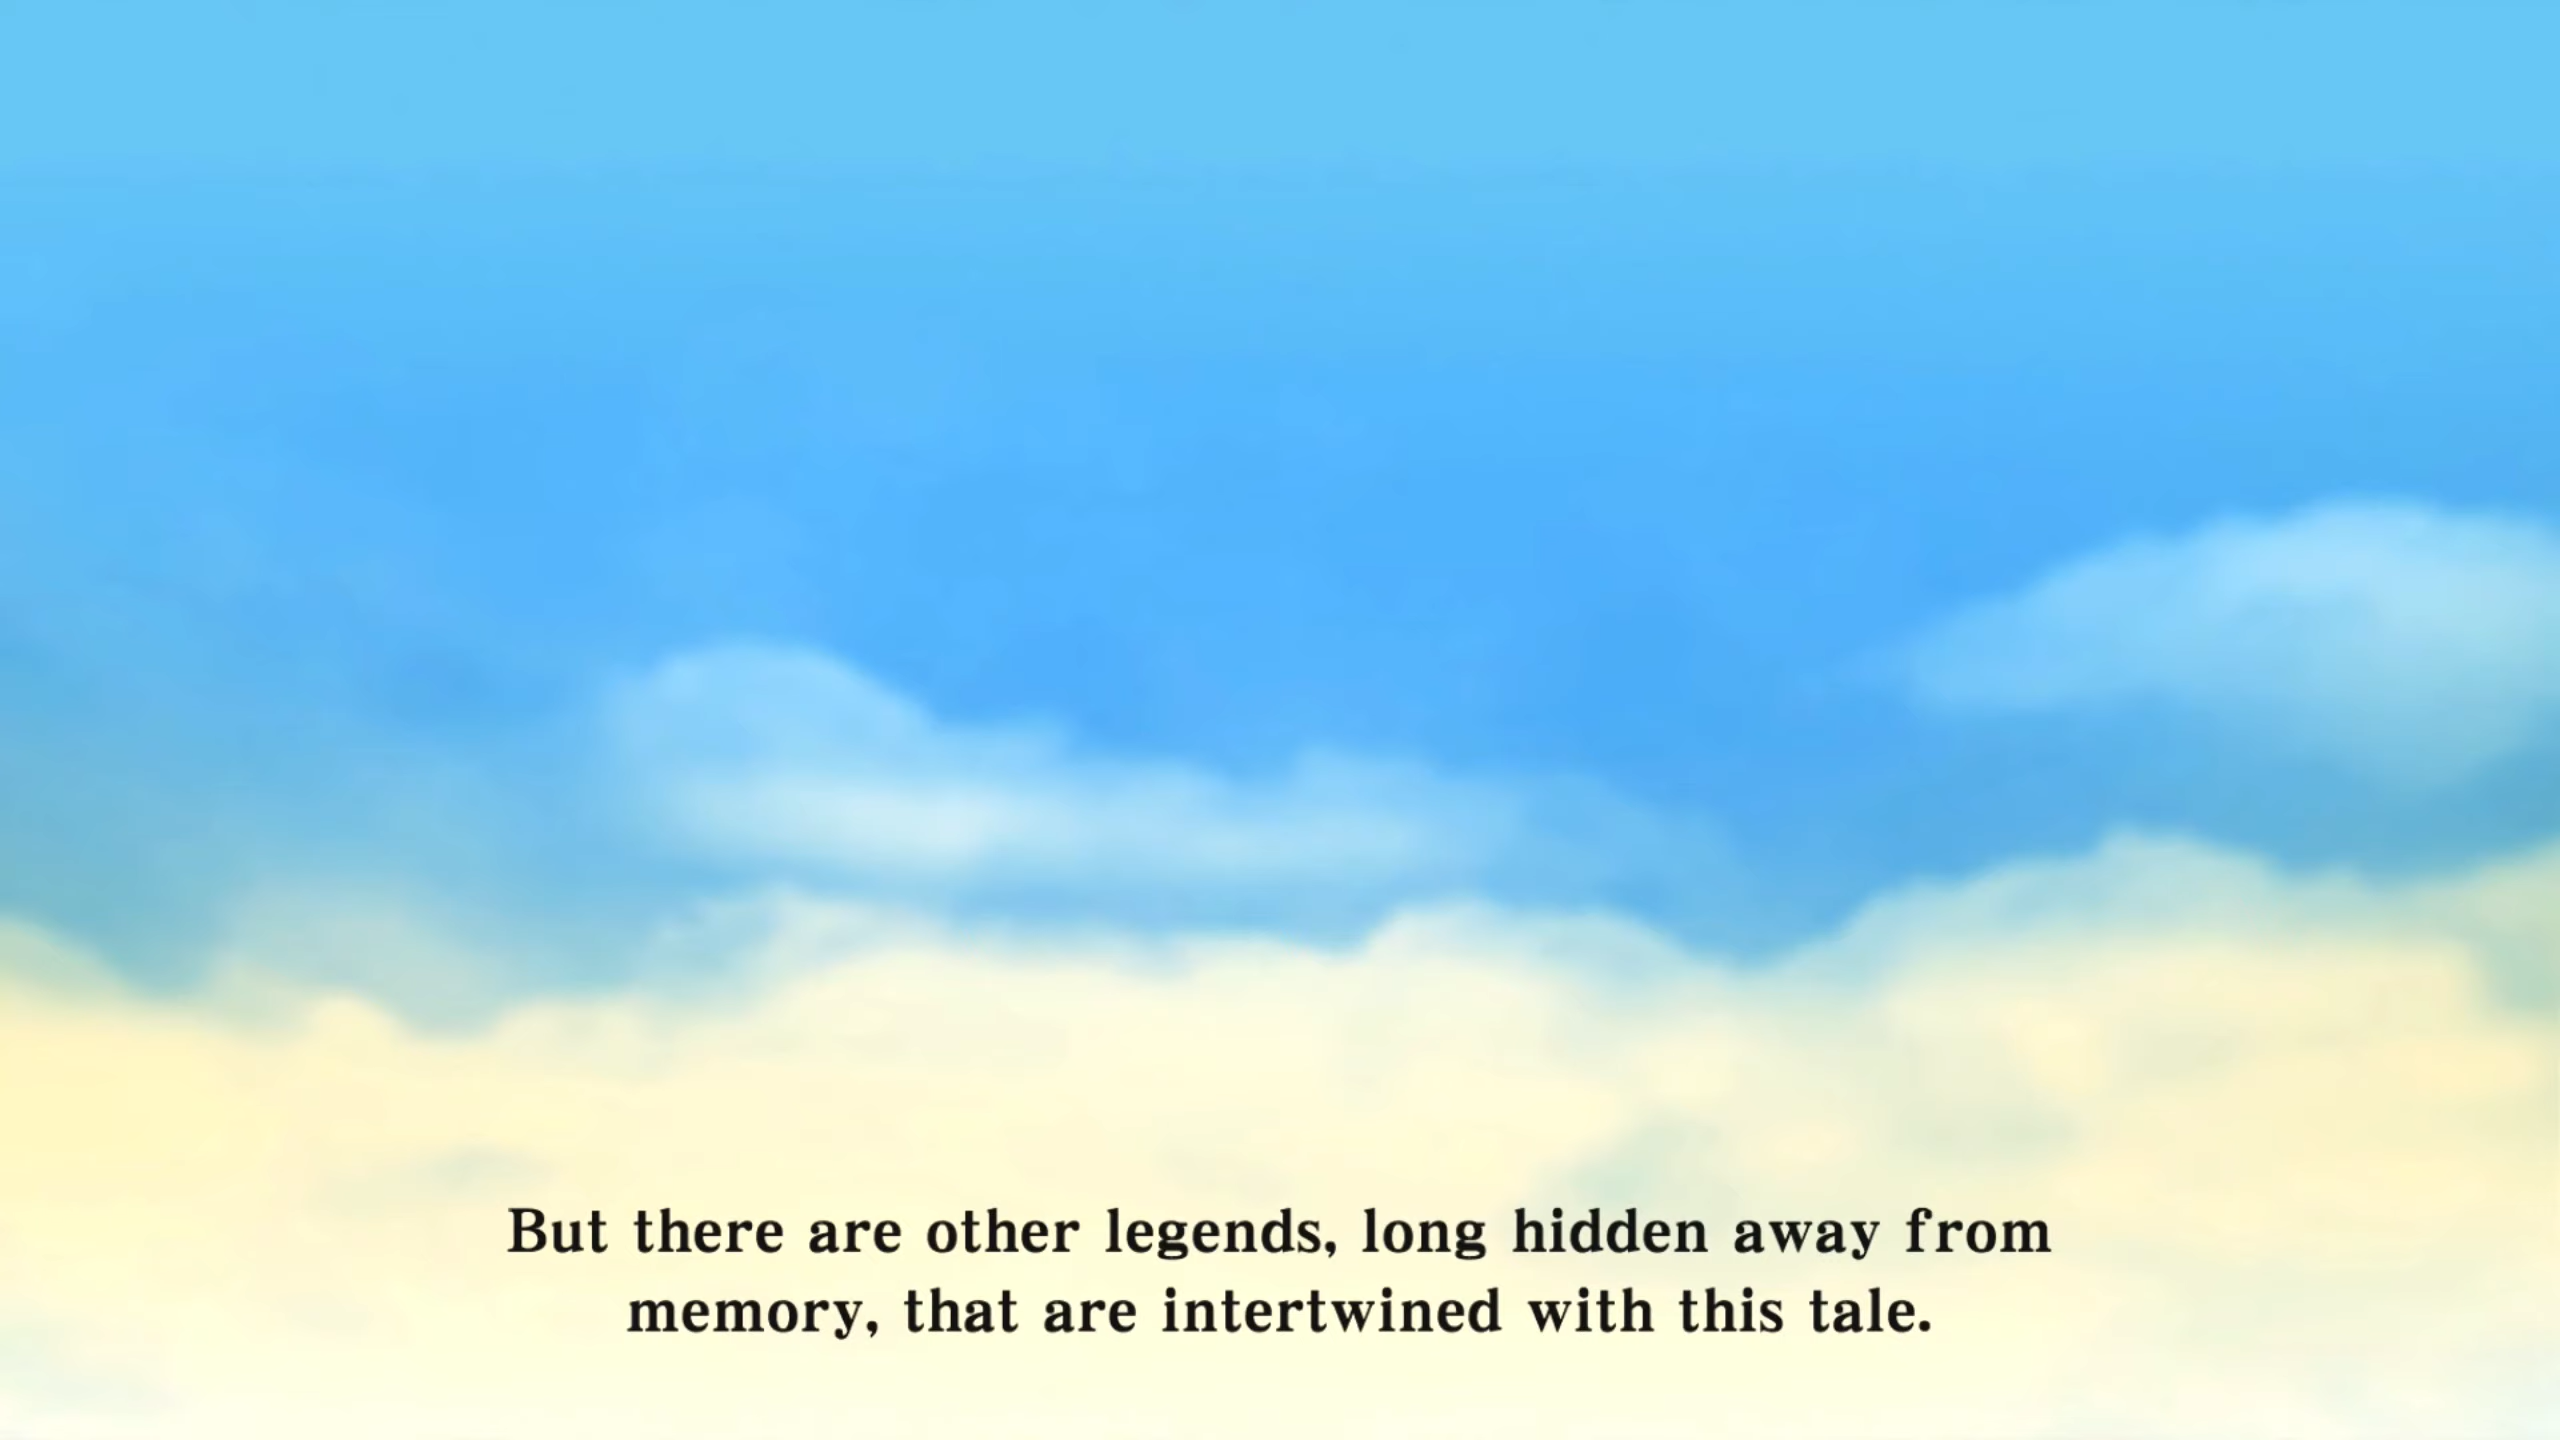 But there are other legends, long hidden away from
memory, that are intertwined with this tale.